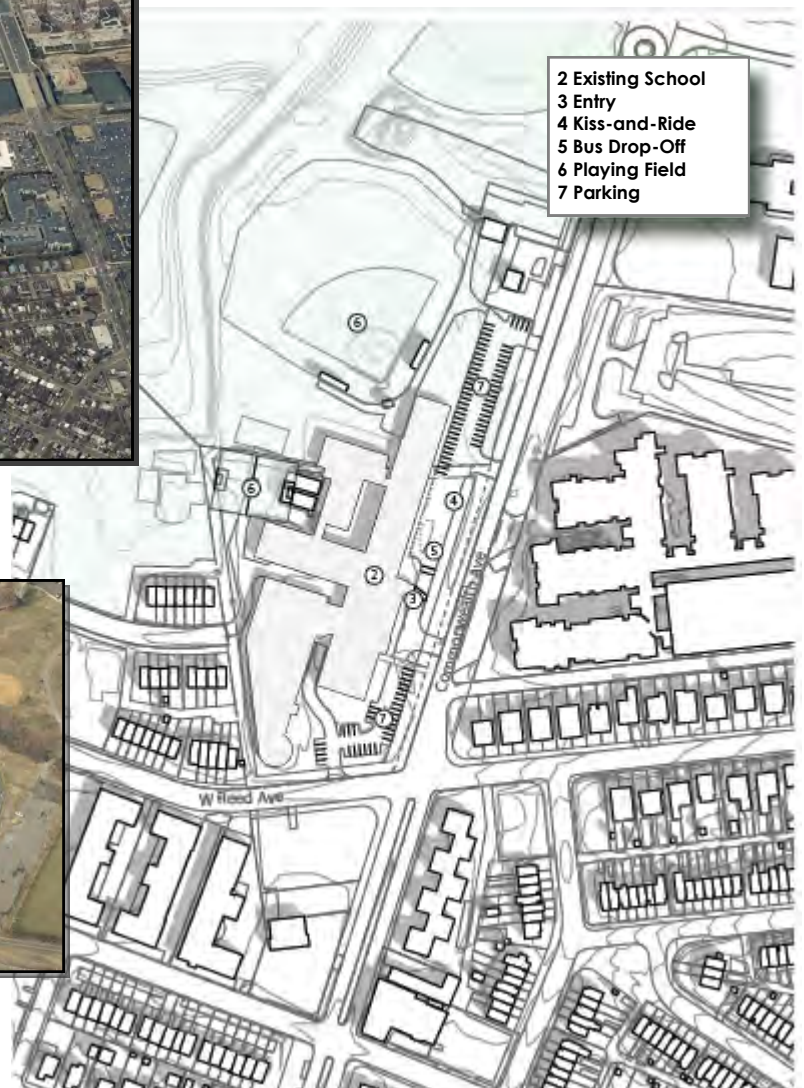 2 Existing School
3 Entry
4 Kiss-and-Ride
5 Bus Drop-Off
6 Playing Field
7 Parking
6
7
6
4
5
2
3
Commonwealth Ave
7
W Reed Ave